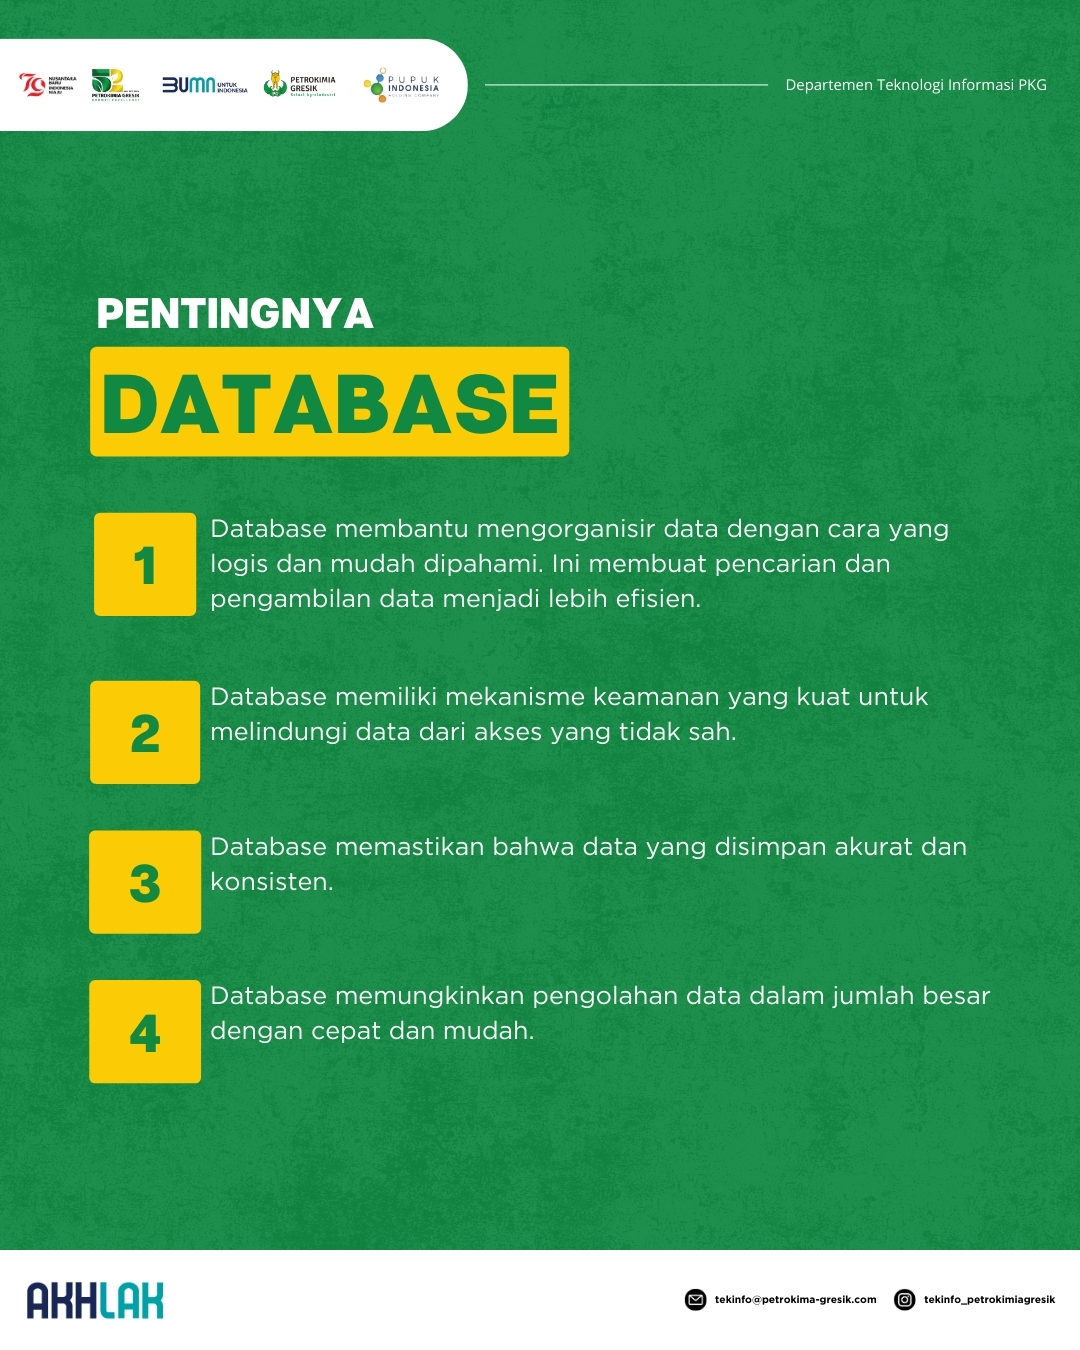 79 NUSANTARA
BARU
INDONESIA
MAJU
52
PETROKIMIA GRESIK
BUMN UNTUK
INDONESIA
PETROKIMIA
GRESIK
Solusi Agroindustri
PUPUK
INDONESIA
HOLDING COMPANY
Departemen Teknologi Informasi PKG
PENTINGNYA
DATABASE
1
Database membantu mengorganisir data dengan cara yang
logis dan mudah dipahami. Ini membuat pencarian dan
pengambilan data menjadi lebih efisien.
2
Database memiliki mekanisme keamanan yang kuat untuk
melindungi data dari akses yang tidak sah.
3
Database memastikan bahwa data yang disimpan akurat dan
konsisten.
4
Database memungkinkan pengolahan data dalam jumlah besar
dengan cepat dan mudah.
AKHLAK
tekinfo@petrokima-gresik.com
tekinfo_petrokimiagresik